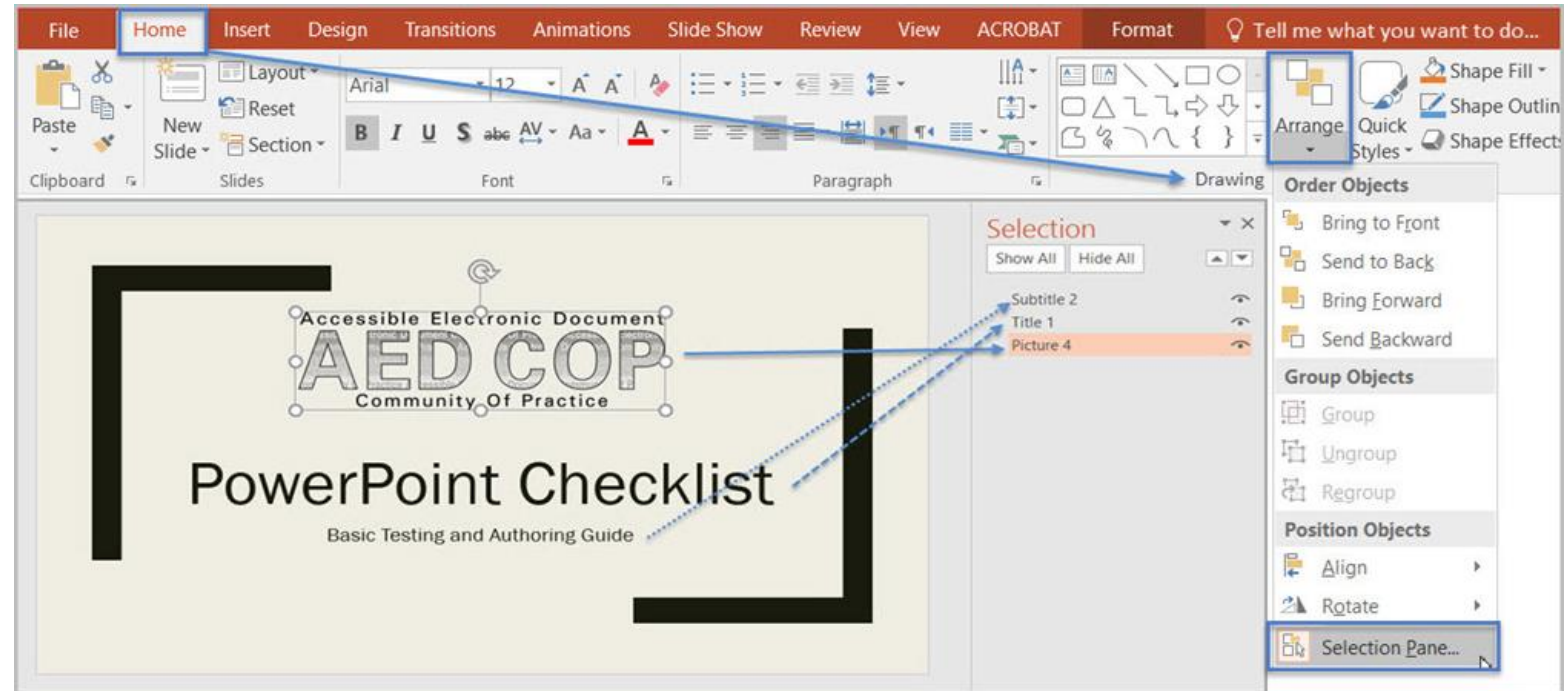 File Home Insert Design Transitions Animations Slide Show Review View ACROBAT Format Tell me what you want to do...
Paste
New
Slide
Layout
Reset
Section
Arial 12 A A
B I U S abc AV Aa A
Arrange
Quick
Styles
Shape Fill
Shape Outlin
Shape Effect
Clipboard Slides Font Paragraph Drawing
Accessible Electronic Document
AED COP
Community Of Practice
PowerPoint Checklist
Basic Testing and Authoring Guide
Selection
Show All Hide All
Subtitle 2
Title 1
Picture 4
Order Objects
Bring to Front
Send to Back
Bring Forward
Send Backward
Group Objects
Group
Ungroup
Regroup
Position Objects
Align
Rotate
Selection Pane...